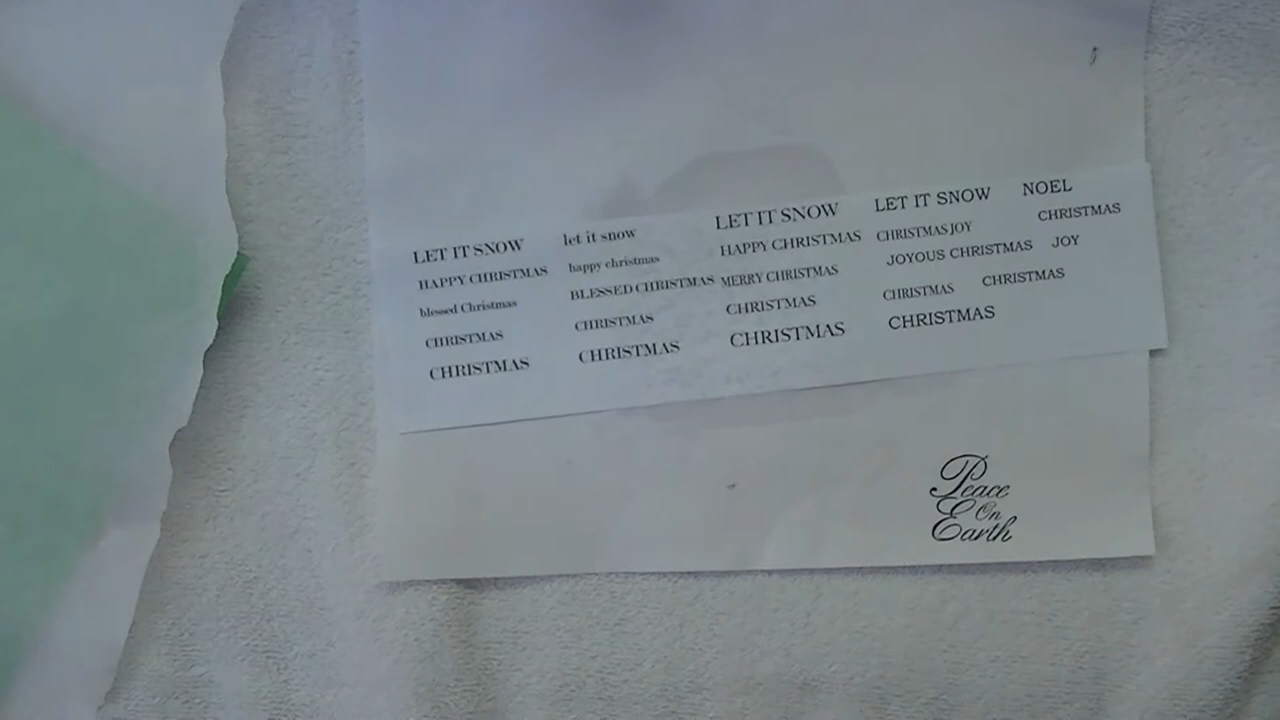 LET IT SNOW let it snow LET IT SNOW LET IT SNOW NOEL
HAPPY CHRISTMAS happy christmas HAPPY CHRISTMAS CHRISTMAS JOY CHRISTMAS
blessed Christmas BLESSED CHRISTMAS MERRY CHRISTMAS JOYOUS CHRISTMAS JOY
CHRISTMAS CHRISTMAS CHRISTMAS CHRISTMAS CHRISTMAS
CHRISTMAS CHRISTMAS CHRISTMAS CHRISTMAS
Peace
On
Earth